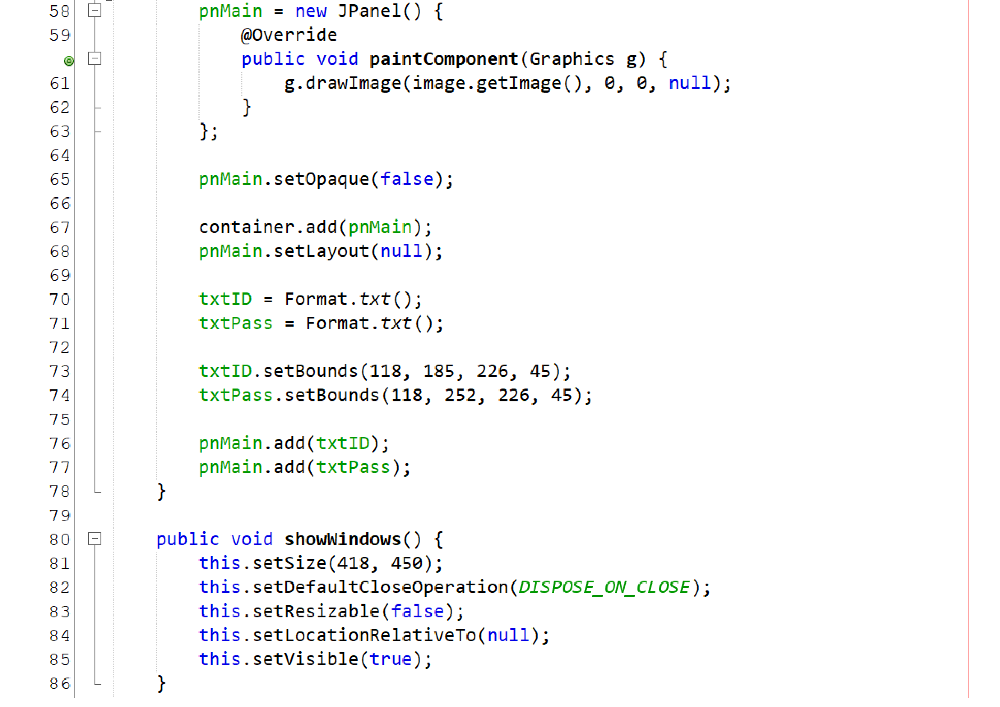 58 pnMain = new JPanel() {
59 @Override
public void paintComponent(Graphics g) {
61 g.drawImage(image.getImage(), 0, 0, null);
62 }
63 };
64
65 pnMain.setOpaque(false);
66
67 container.add(pnMain);
68 pnMain.setLayout(null);
69
70 txtID = Format.txt();
71 txtPass = Format.txt();
72
73 txtID.setBounds(118, 185, 226, 45);
74 txtPass.setBounds(118, 252, 226, 45);
75
76 pnMain.add(txtID);
77 pnMain.add(txtPass);
78 }
79
80 public void showWindows() {
81 this.setSize(418, 450);
82 this.setDefaultCloseOperation(DISPOSE_ON_CLOSE);
83 this.setResizable(false);
84 this.setLocationRelativeTo(null);
85 this.setVisible(true);
86 }